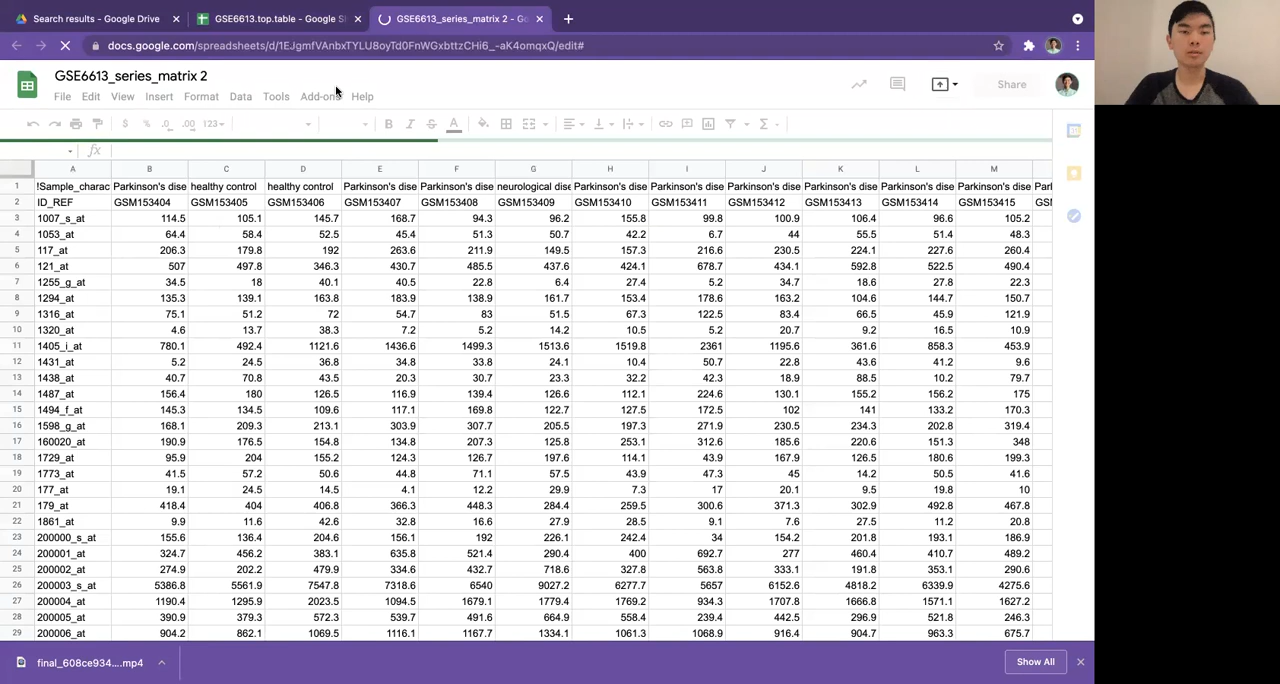 Search results - Google Drive
GSE6613.top.table - Google S
GSE6613_series_matrix 2 - Go
docs.google.com/spreadsheets/d/1EJgmfVAnbxTYLU8oyTd0FnWGxbttzCHi6_-aK4omqxQ/edit#
GSE6613_series_matrix 2
File Edit View Insert Format Data Tools Add-ons Help
Share
$ % .0 .00 123
fx
A B C D E F G H I J K L M
1 !Sample_charac Parkinson's dise healthy control healthy control Parkinson's dise Parkinson's dise neurological dise Parkinson's dise Parkinson's dise Parkinson's dise Parkinson's dise Parkinson's dise Parkinson's dise Parl
2 ID_REF GSM153404 GSM153405 GSM153406 GSM153407 GSM153408 GSM153409 GSM153410 GSM153411 GSM153412 GSM153413 GSM153414 GSM153415 GSM
3 1007_s_at 114.5 105.1 145.7 168.7 94.3 96.2 155.8 99.8 100.9 106.4 96.6 105.2
4 1053_at 64.4 58.4 52.5 45.4 51.3 50.7 42.2 6.7 44 55.5 51.4 48.3
5 117_at 206.3 179.8 192 263.6 211.9 149.5 157.3 216.6 230.5 224.1 227.6 260.4
6 121_at 507 497.8 346.3 430.7 485.5 437.6 424.1 678.7 434.1 592.8 522.5 490.4
7 1255_g_at 34.5 18 40.1 40.5 22.8 6.4 27.4 5.2 34.7 18.6 27.8 22.3
8 1294_at 135.3 139.1 163.8 183.9 138.9 161.7 153.4 178.6 163.2 104.6 144.7 150.7
9 1316_at 75.1 51.2 72 54.7 83 51.5 67.3 122.5 83.4 66.5 45.9 121.9
10 1320_at 4.6 13.7 38.3 7.2 5.2 14.2 10.5 5.2 20.7 9.2 16.5 10.9
11 1405_i_at 780.1 492.4 1121.6 1436.6 1499.3 1513.6 1519.8 2361 1195.6 361.6 858.3 453.9
12 1431_at 5.2 24.5 36.8 34.8 33.8 24.1 10.4 50.7 22.8 43.6 41.2 9.6
13 1438_at 40.7 70.8 43.5 20.3 30.7 23.3 32.2 42.3 18.9 88.5 10.2 79.7
14 1487_at 156.4 180 126.5 116.9 139.4 126.6 112.1 224.6 130.1 155.2 156.2 175
15 1494_f_at 145.3 134.5 109.6 117.1 169.8 122.7 127.5 172.5 102 141 133.2 170.3
16 1598_g_at 168.1 209.3 213.1 303.9 307.7 205.5 197.3 271.9 230.5 234.3 202.8 319.4
17 160020_at 190.9 176.5 154.8 134.8 207.3 125.8 253.1 312.6 185.6 220.6 151.3 348
18 1729_at 95.9 204 155.2 124.3 126.7 197.6 114.1 43.9 167.9 126.5 180.6 199.3
19 1773_at 41.5 57.2 50.6 44.8 71.1 57.5 43.9 47.3 45 14.2 50.5 41.6
20 177_at 19.1 24.5 14.5 4.1 12.2 29.9 7.3 17 20.1 9.5 19.8 10
21 179_at 418.4 404 406.8 366.3 448.3 284.4 259.5 300.6 371.3 302.9 492.8 467.8
22 1861_at 9.9 11.6 42.6 32.8 16.6 27.9 28.5 9.1 7.6 27.5 11.2 20.8
23 200000_s_at 155.6 136.4 204.6 156.1 192 226.1 242.4 34 154.2 201.8 193.1 186.9
24 200001_at 324.7 456.2 383.1 635.8 521.4 290.4 400 692.7 277 460.4 410.7 489.2
25 200002_at 274.9 202.2 479.9 334.6 432.7 718.6 327.8 563.8 333.1 191.8 353.1 290.6
26 200003_s_at 5386.8 5561.9 7547.8 7318.6 6540 9027.2 6277.7 5657 6152.6 4818.2 6339.9 4275.6
27 200004_at 1190.4 1295.9 2023.5 1094.5 1679.1 1779.4 1769.2 934.3 1707.8 1666.8 1571.1 1627.2
28 200005_at 390.9 379.3 572.3 539.7 491.6 664.9 558.4 239.4 442.5 296.9 521.8 246.3
29 200006_at 904.2 862.1 1069.5 1116.1 1167.7 1334.1 1061.3 1068.9 916.4 904.7 963.3 675.7
final_608ce934....mp4
Show All